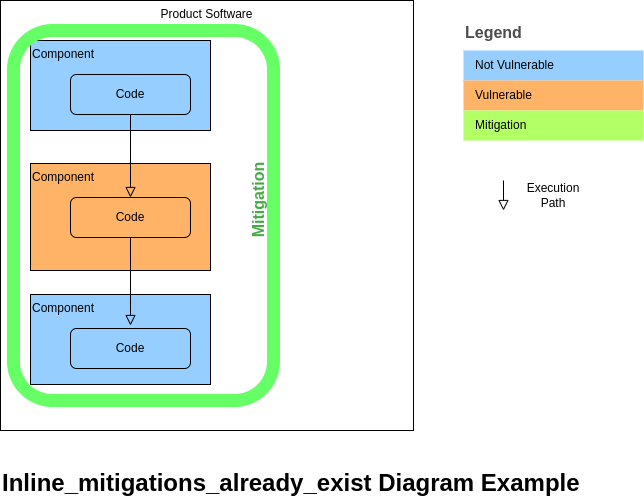 Product Software
Component
Code
Component
Code
Component
Code
Mitigation
Legend
Not Vulnerable
Vulnerable
Mitigation
Execution
Path
Inline_mitigations_already_exist Diagram Example